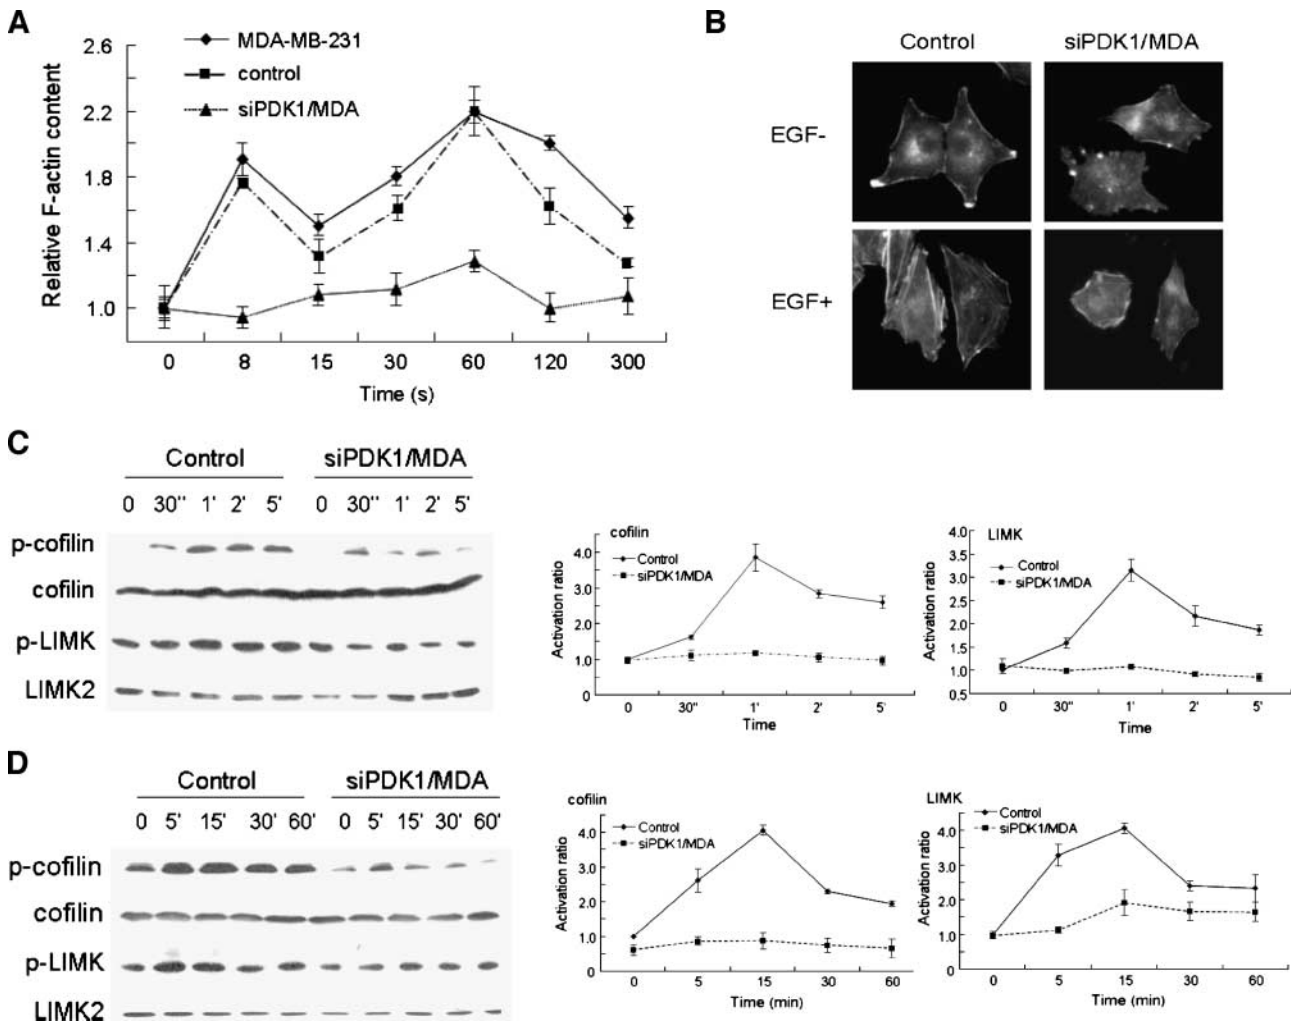 A
MDA-MB-231
control
siPDK1/MDA
Relative F-actin content
2.6
2.2
1.8
1.4
1.0
0 8 15 30 60 120 300
Time (s)
B
Control siPDK1/MDA
EGF-
EGF+
C
Control siPDK1/MDA
0 30" 1' 2' 5' 0 30" 1' 2' 5'
p-cofilin
cofilin
p-LIMK
LIMK2
cofilin
Control
siPDK1/MDA
Activation ratio
4.0
3.0
2.0
1.0
0
0 30" 1' 2' 5'
Time
LIMK
Control
siPDK1/MDA
Activation ratio
4.0
3.5
3.0
2.5
2.0
1.5
1.0
0.5
0 30" 1' 2' 5'
Time
D
Control siPDK1/MDA
0 5' 15' 30' 60' 0 5' 15' 30' 60'
p-cofilin
cofilin
p-LIMK
LIMK2
cofilin
Control
siPDK1/MDA
Activation ratio
4.0
3.0
2.0
1.0
0
0 5 15 30 60
Time (min)
LIMK
Control
siPDK1/MDA
Activation ratio
4.0
3.0
2.0
1.0
0
0 5 15 30 60
Time (min)